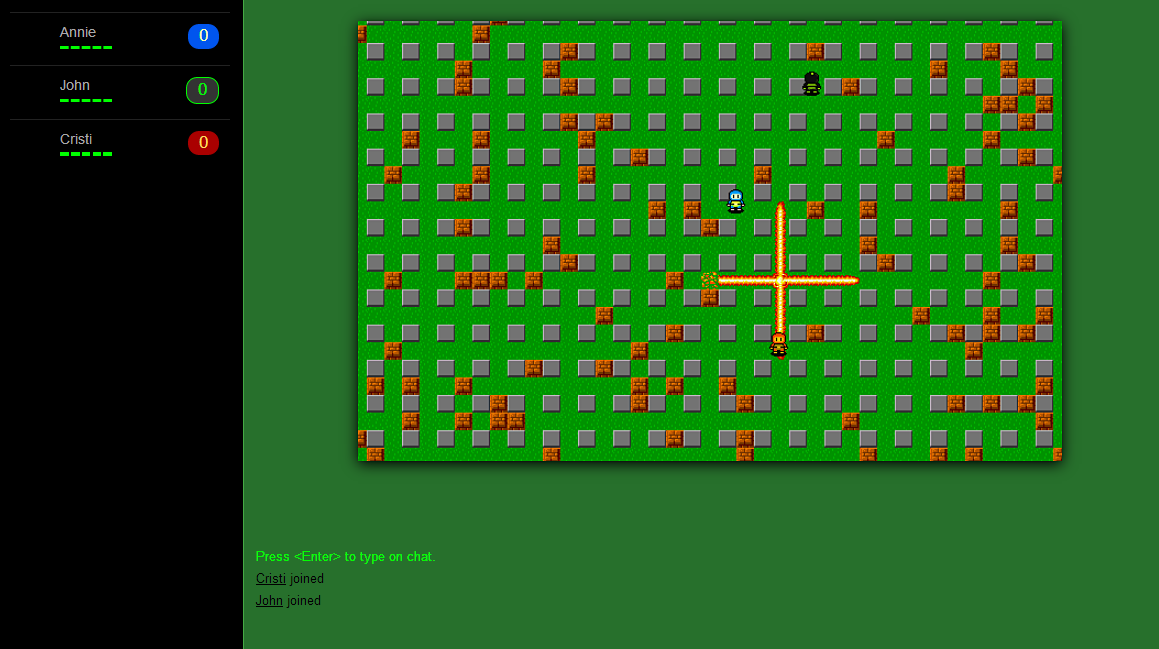 Annie
0
John
0
Cristi
0
Press <Enter> to type on chat.
Cristi joined
John joined